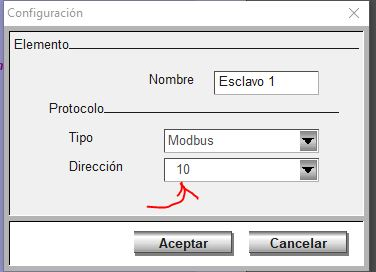 Configuración
Elemento
Nombre Esclavo 1
Protocolo
Tipo Modbus
Dirección 10
Aceptar Cancelar